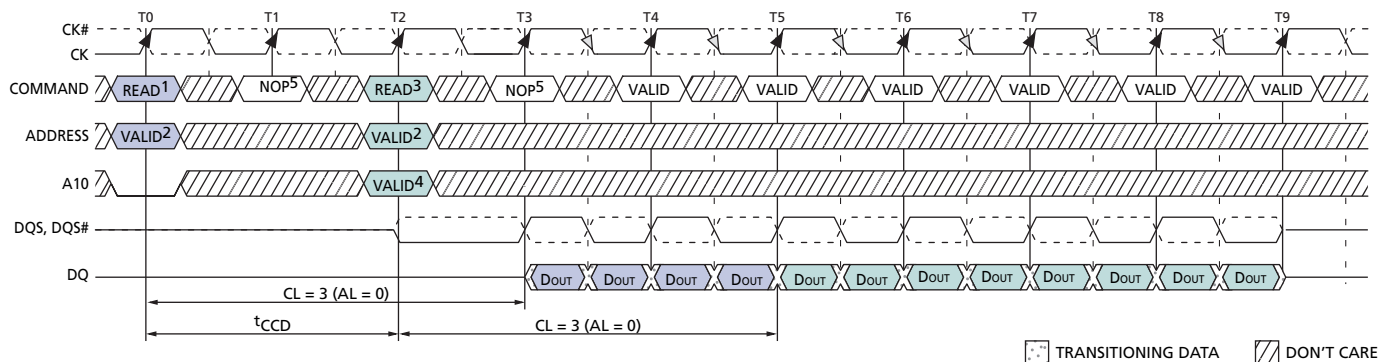 T0 T1 T2 T3 T4 T5 T6 T7 T8 T9
CK#
CK
COMMAND READ1 NOP5 READ3 NOP5 VALID VALID VALID VALID VALID VALID
ADDRESS VALID2 VALID2
A10 VALID4
DQS, DQS#
DQ DOUT DOUT DOUT DOUT DOUT DOUT DOUT DOUT DOUT DOUT DOUT DOUT
CL = 3 (AL = 0)
tCCD CL = 3 (AL = 0)
TRANSITIONING DATA DON'T CARE